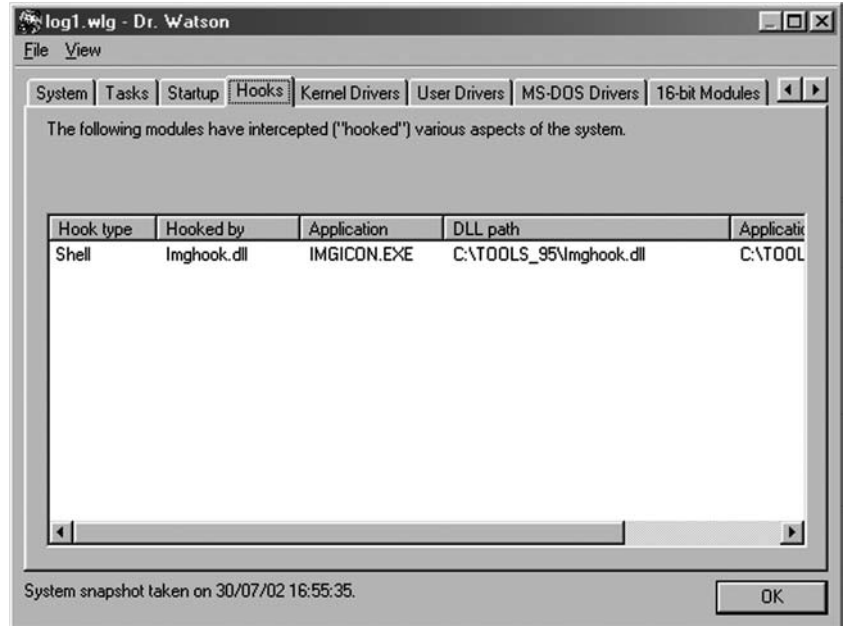 log1.wlg - Dr. Watson
File View
System Tasks Startup Hooks Kernel Drivers User Drivers MS-DOS Drivers 16-bit Modules
The following modules have intercepted ("hooked") various aspects of the system.
Hook type Hooked by Application DLL path Applicatic
Shell Imghook.dll IMGICON.EXE C:\TOOLS_95\Imghook.dll C:\TOOL
System snapshot taken on 30/07/02 16:55:35.
OK